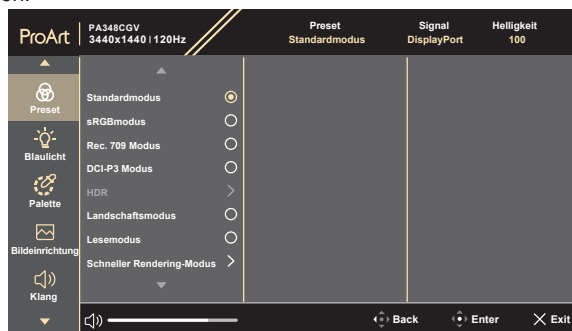 en.
ProArt
PA348CGV
3440x1440 | 120Hz
Preset
Standardmodus
Signal
DisplayPort
Helligkeit
100
Preset
Blaulicht
Palette
Bildeinrichtung
Klang
Standardmodus
sRGBmodus
Rec. 709 Modus
DCI-P3 Modus
HDR
Landschaftsmodus
Lesemodus
Schneller Rendering-Modus
Back
Enter
Exit